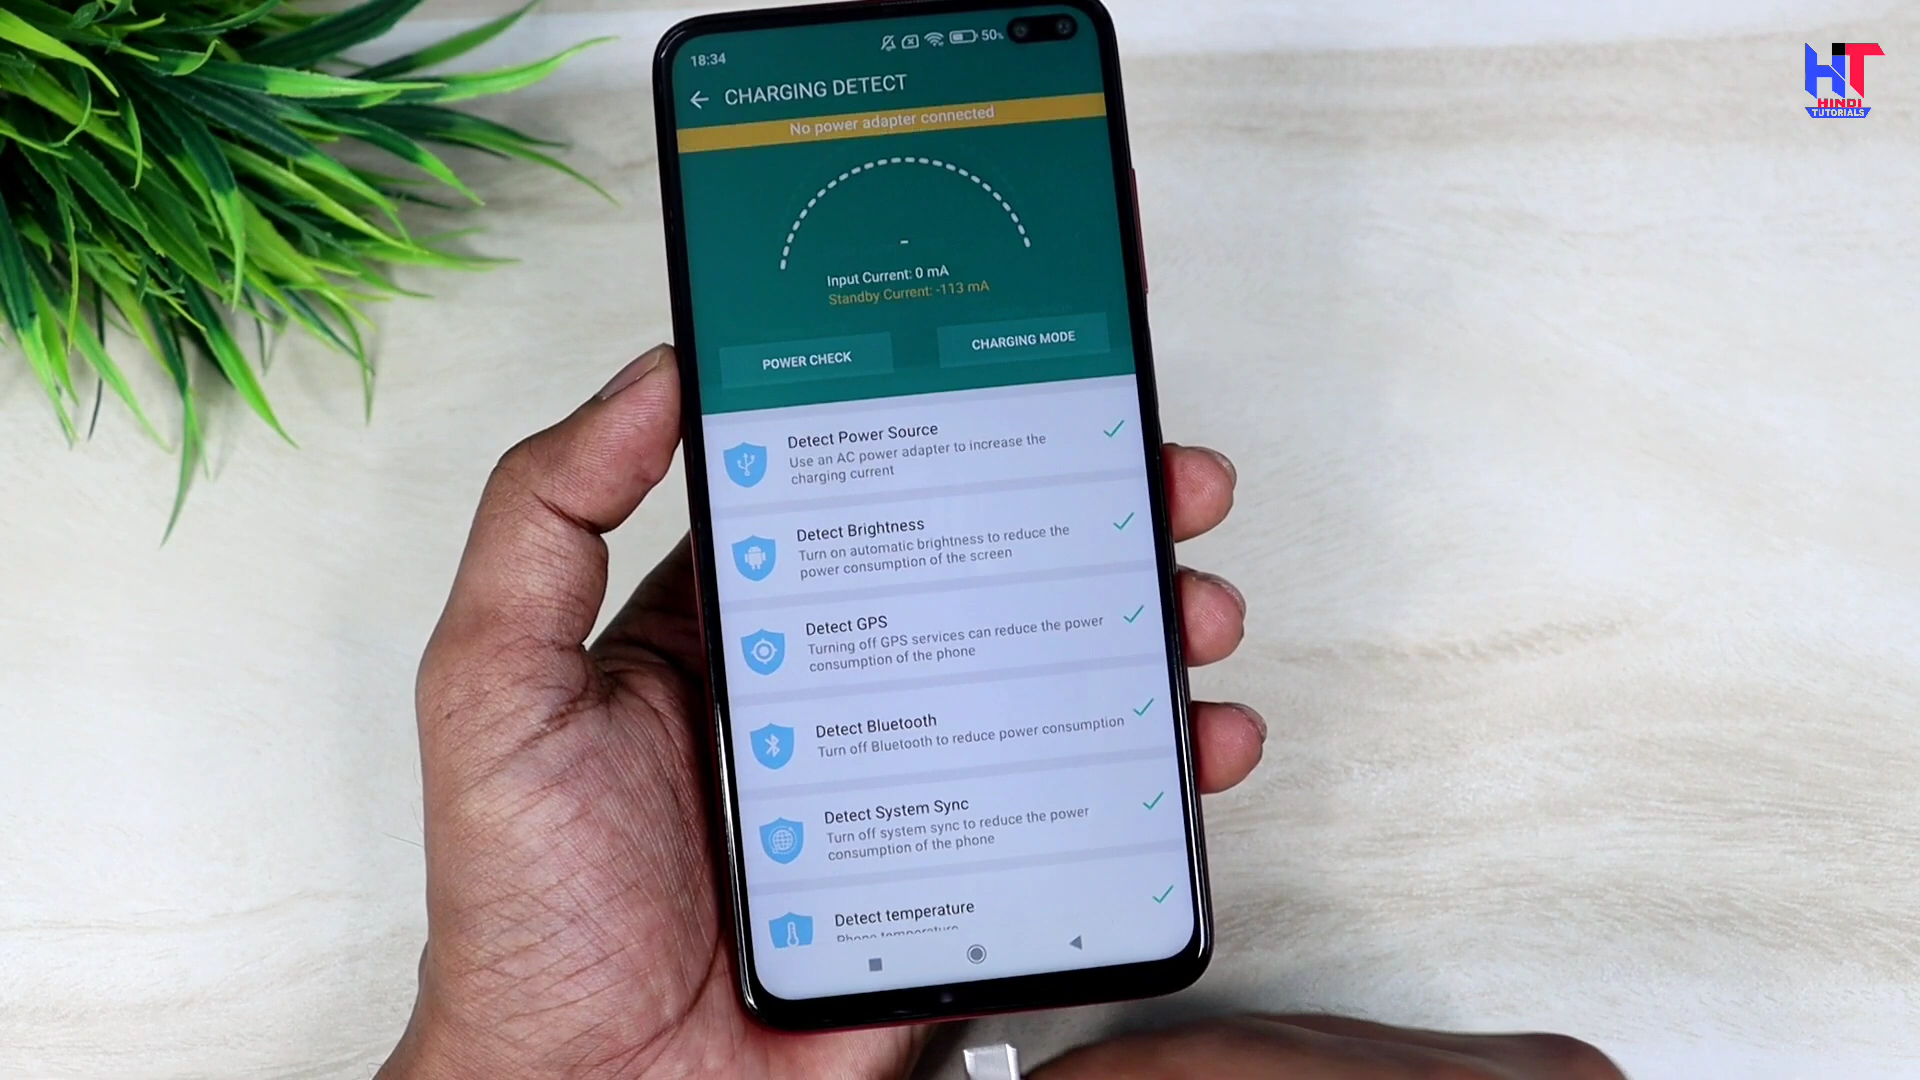 18:34
50%
CHARGING DETECT
No power adapter connected
-
Input Current: 0 mA
Standby Current: -113 mA
POWER CHECK
CHARGING MODE
Detect Power Source
Use an AC power adapter to increase the
charging current
Detect Brightness
Turn on automatic brightness to reduce the
power consumption of the screen
Detect GPS
Turning off GPS services can reduce the power
consumption of the phone
Detect Bluetooth
Turn off Bluetooth to reduce power consumption
Detect System Sync
Turn off system sync to reduce the power
consumption of the phone
Detect temperature
Phone temperature
HT
HINDI
TUTORIALS